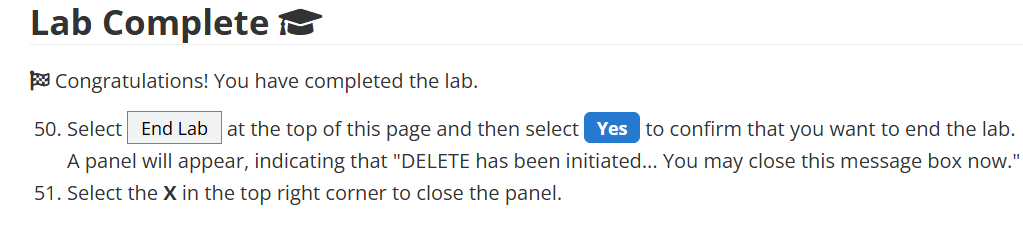 Lab Complete
Congratulations! You have completed the lab.
50. Select End Lab at the top of this page and then select Yes to confirm that you want to end the lab.
A panel will appear, indicating that "DELETE has been initiated... You may close this message box now."
51. Select the X in the top right corner to close the panel.